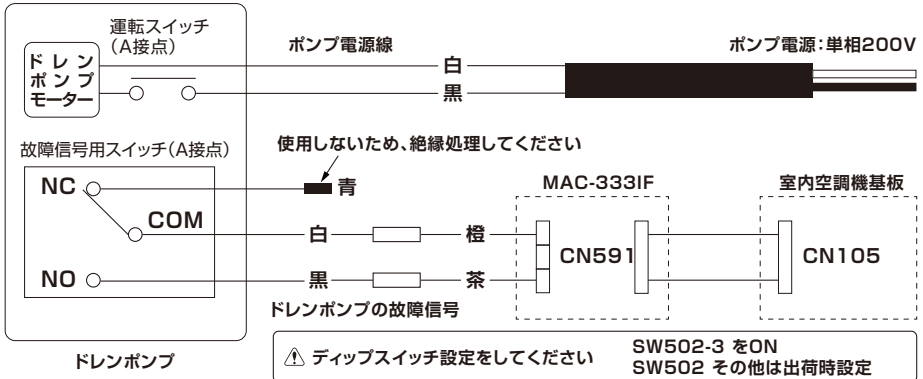 運転スイッチ
(A接点)
ドレン
ポンプ
モーター
ポンプ電源線
ポンプ電源:単相200V
白
黒
故障信号用スイッチ(A接点)
使用しないため、絶縁処理してください
NC
青
COM
NO
白
橙
黒
茶
MAC-333IF
CN591
室内空調機基板
CN105
ドレンポンプの故障信号
ドレンポンプ
ディップスイッチ設定をしてください
SW502-3 をON
SW502 その他は出荷時設定